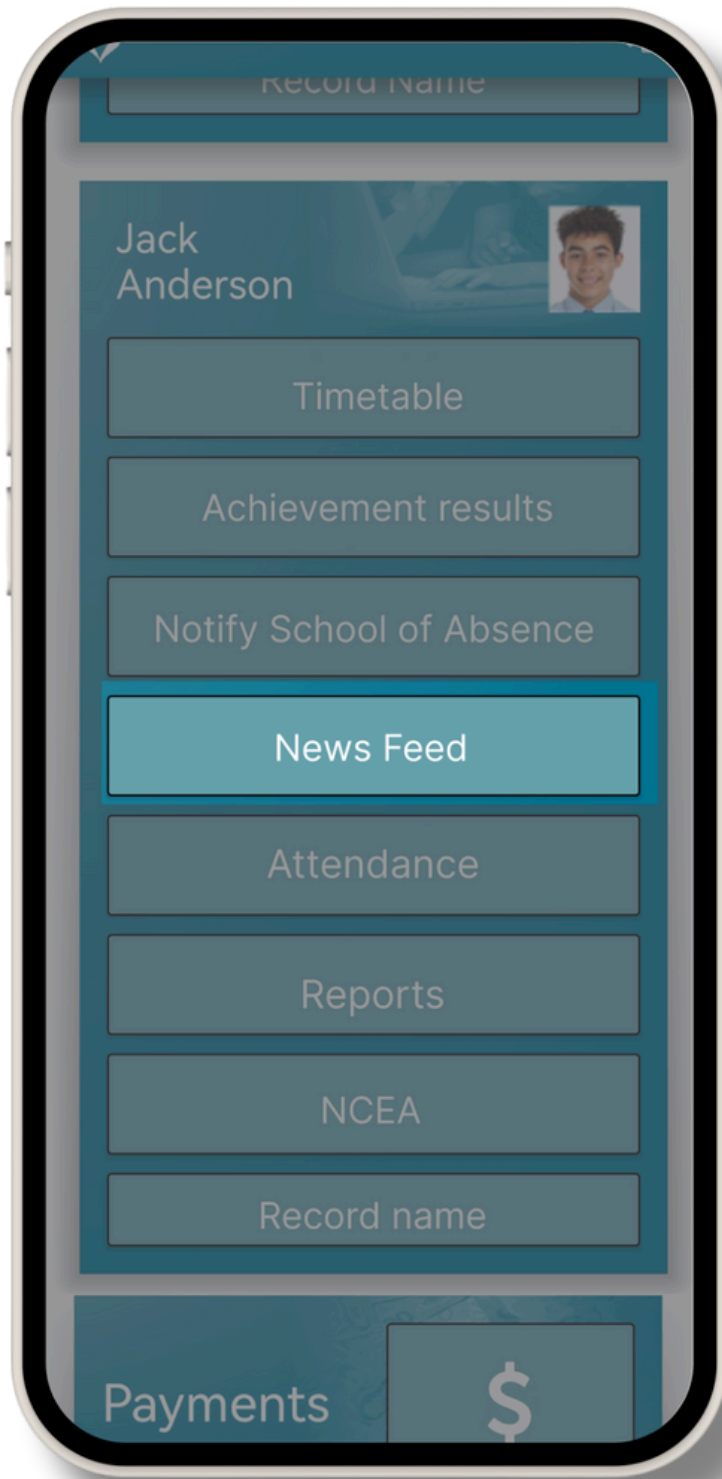 Record Name
Jack
Anderson
Timetable
Achievement results
Notify School of Absence
News Feed
Attendance
Reports
NCEA
Record name
Payments
$